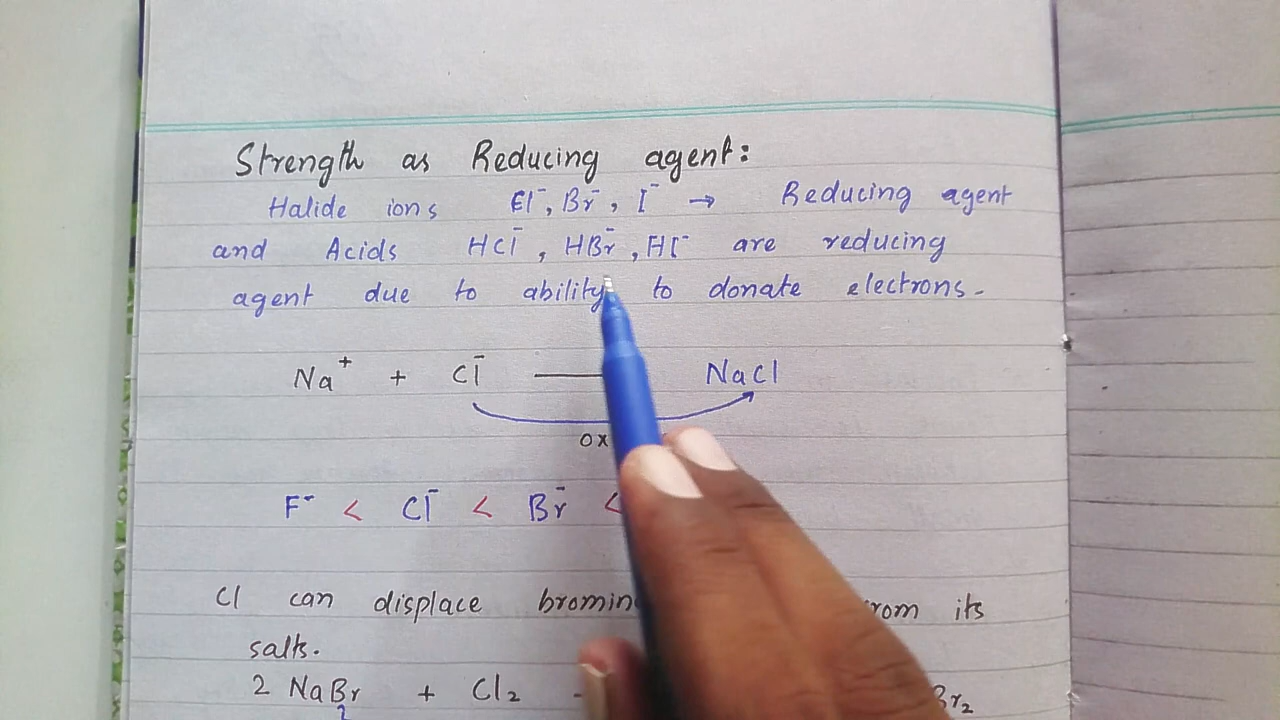 Strength as Reducing agent:
Halide ions Cl⁻, Br⁻, I⁻ → Reducing agent
and Acids HCl⁻, HBr⁻, HI⁻ are reducing
agent due to ability to donate electrons.
Na⁺ + Cl⁻ NaCl
ox
F⁻ < Cl⁻ < Br⁻ <
Cl can displace its
salts.
2 NaBr + Cl₂ Br₂
2